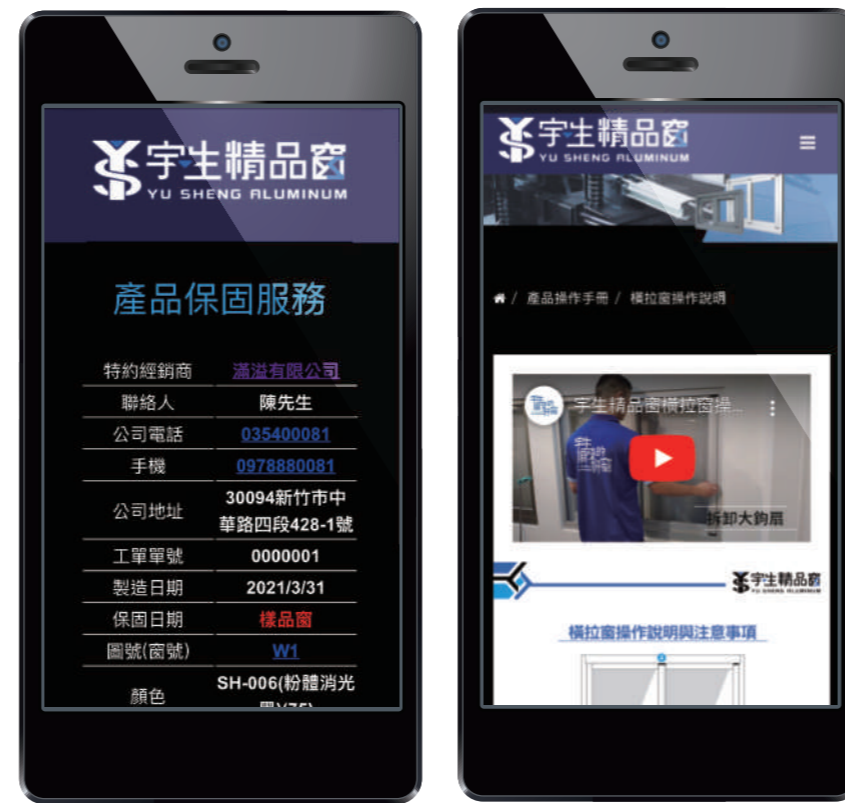 宇生精品窗
YU SHENG ALUMINUM
產品保固服務
特約經銷商 滿溢有限公司
聯絡人 陳先生
公司電話 035400081
手機 0978880081
公司地址 30094新竹市中
華路四段428-1號
工單單號 0000001
製造日期 2021/3/31
保固日期 樣品窗
圖號(窗號) W1
顏色 SH-006(粉體消光
宇生精品窗
YU SHENG ALUMINUM
/ 產品操作手冊 / 橫拉窗操作說明
宇生精品窗橫拉窗操...
拆卸大鉤扇
宇生精品窗
YU SHENG ALUMINUM
橫拉窗操作說明與注意事項